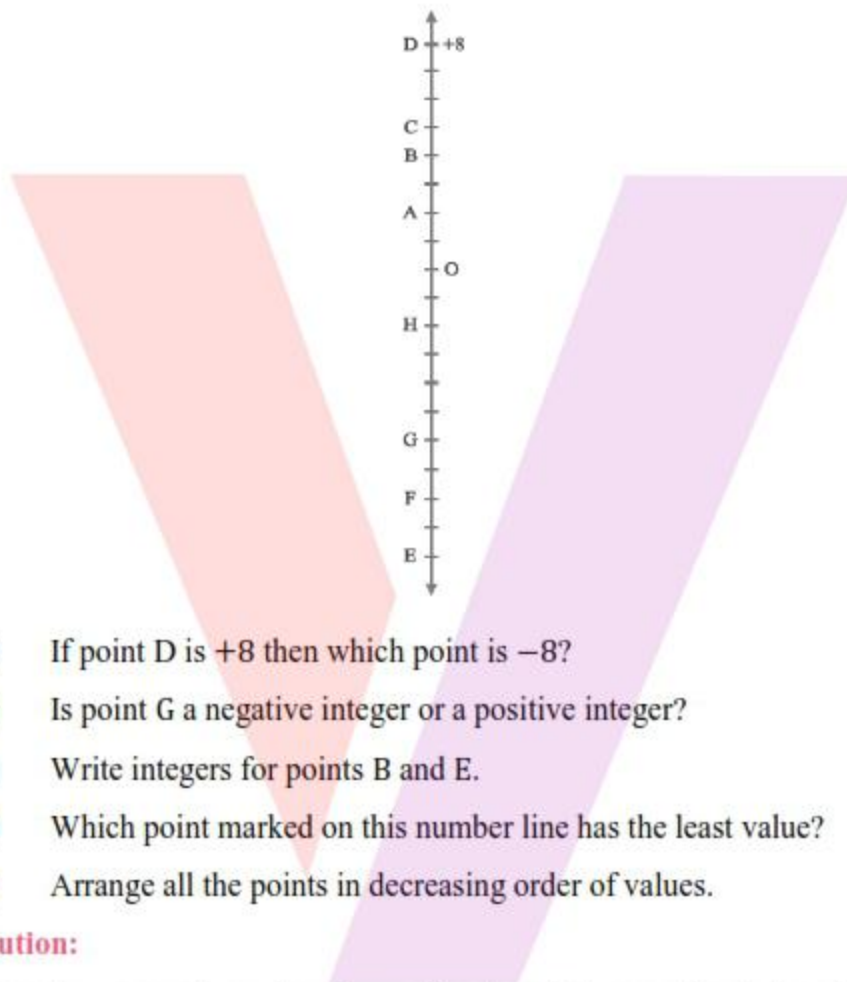 D +8
C
B
A
O
H
G
F
E
If point D is +8 then which point is −8?
Is point G a negative integer or a positive integer?
Write integers for points B and E.
Which point marked on this number line has the least value?
Arrange all the points in decreasing order of values.
ution: